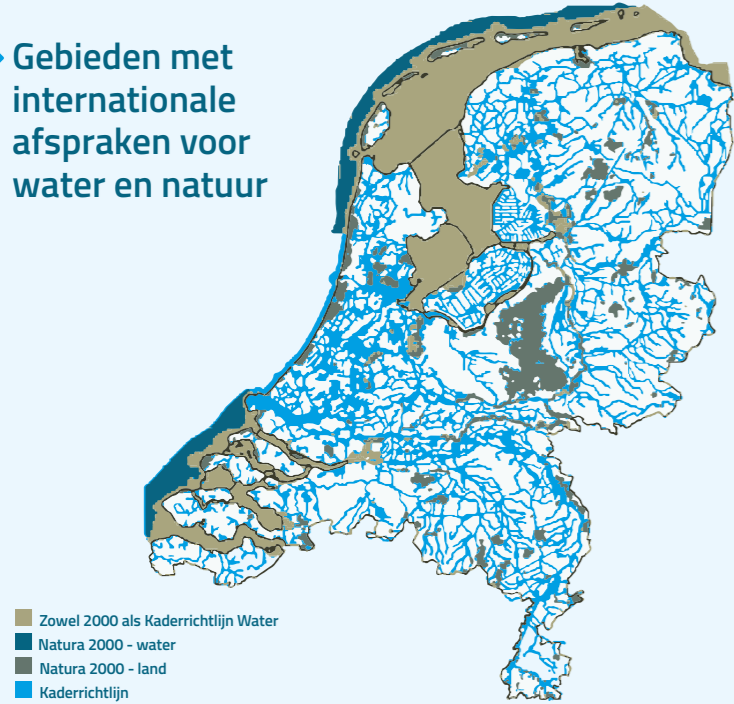 Gebieden met
internationale
afspraken voor
water en natuur
Zowel 2000 als Kaderrichtlijn Water
Natura 2000 - water
Natura 2000 - land
Kaderrichtlijn